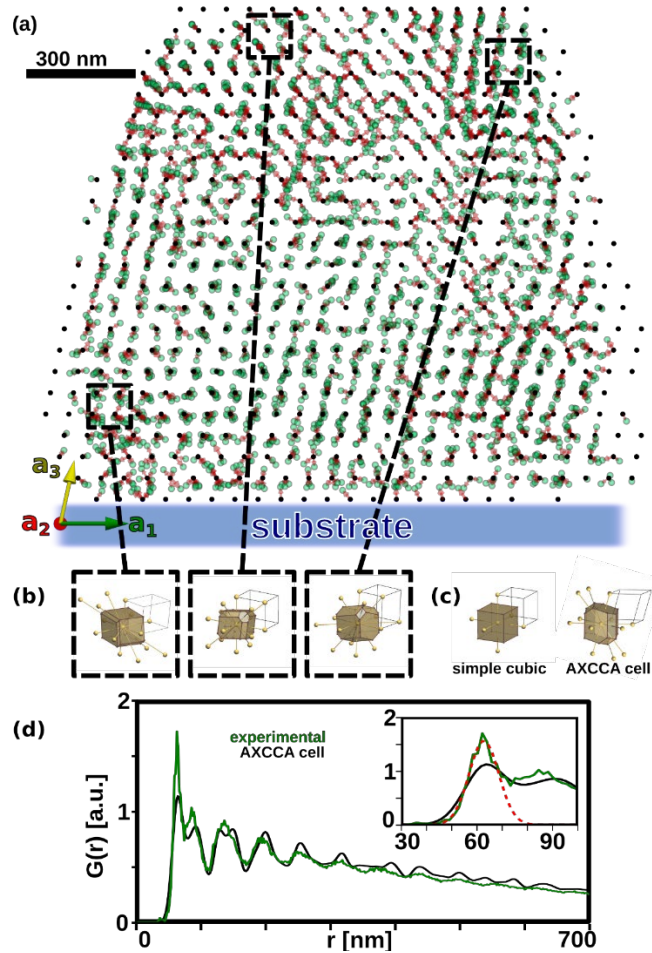 (a)
300 nm
a3
a2
a1
substrate
(b)
(c)
simple cubic
AXCCA cell
(d)
2
experimental
AXCCA cell
2
1
0
30
60
90
1
G(r) [a.u.]
0
0
r [nm]
700